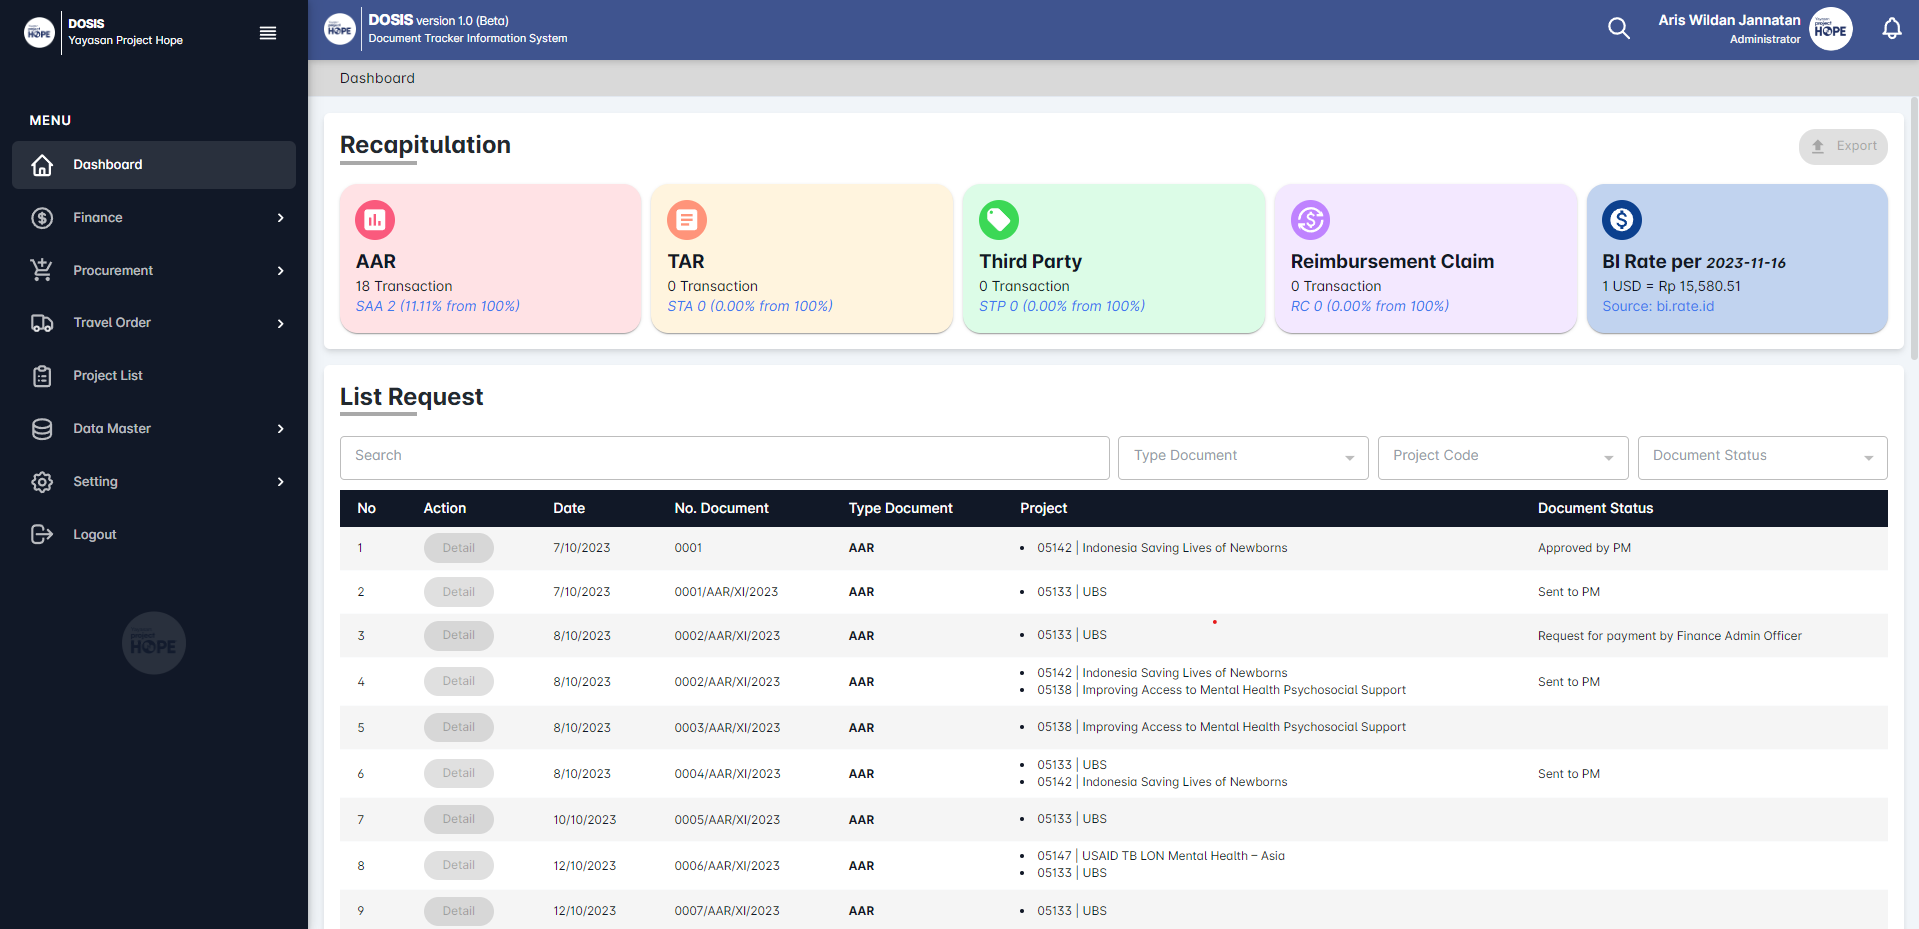 DOSIS
Yayasan Project Hope
MENU
Dashboard
Finance
Procurement
Travel Order
Project List
Data Master
Setting
Logout
project
HOPE
DOSIS version 1.0 (Beta)
Document Tracker Information System
Aris Wildan Jannatan
Administrator
project
HOPE
Dashboard
Recapitulation
Export
AAR
18 Transaction
SAA 2 (11.11% from 100%)
TAR
0 Transaction
STA 0 (0.00% from 100%)
Third Party
0 Transaction
STP 0 (0.00% from 100%)
Reimbursement Claim
0 Transaction
RC 0 (0.00% from 100%)
BI Rate per 2023-11-16
1 USD = Rp 15,580.51
Source: bi.rate.id
List Request
Search Type Document Project Code Document Status
No Action Date No. Document Type Document Project Document Status
1 Detail 7/10/2023 0001 AAR • 05142 | Indonesia Saving Lives of Newborns Approved by PM
2 Detail 7/10/2023 0001/AAR/XI/2023 AAR • 05133 | UBS Sent to PM
3 Detail 8/10/2023 0002/AAR/XI/2023 AAR • 05133 | UBS Request for payment by Finance Admin Officer
4 Detail 8/10/2023 0002/AAR/XI/2023 AAR • 05142 | Indonesia Saving Lives of Newborns Sent to PM
• 05138 | Improving Access to Mental Health Psychosocial Support
5 Detail 8/10/2023 0003/AAR/XI/2023 AAR • 05138 | Improving Access to Mental Health Psychosocial Support
6 Detail 8/10/2023 0004/AAR/XI/2023 AAR • 05133 | UBS Sent to PM
• 05142 | Indonesia Saving Lives of Newborns
7 Detail 10/10/2023 0005/AAR/XI/2023 AAR • 05133 | UBS
8 Detail 12/10/2023 0006/AAR/XI/2023 AAR • 05147 | USAID TB LON Mental Health – Asia
• 05133 | UBS
9 Detail 12/10/2023 0007/AAR/XI/2023 AAR • 05133 | UBS